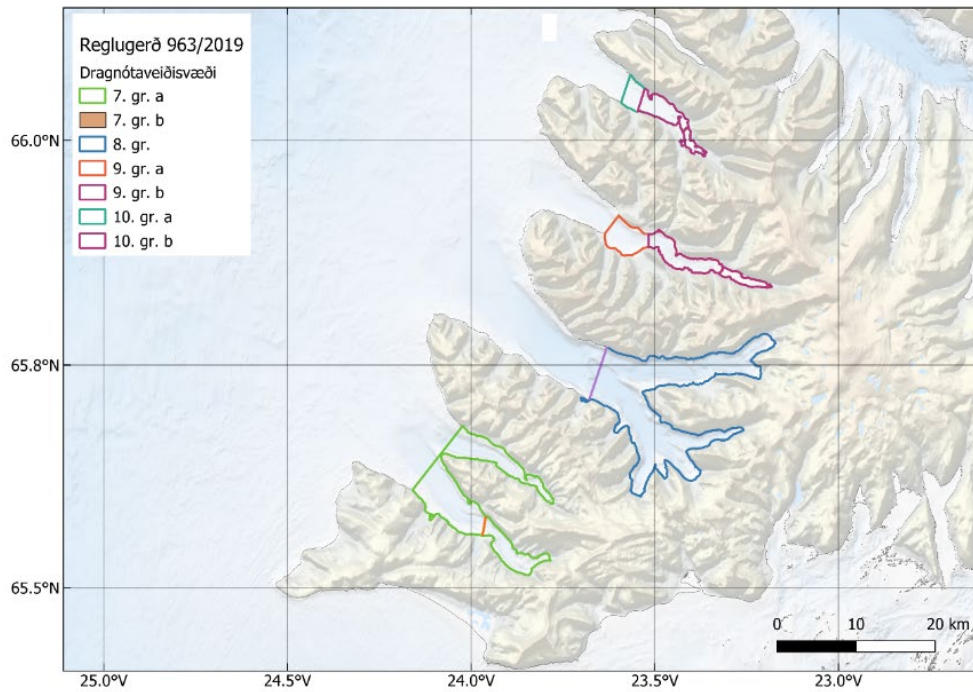 Reglugerð 963/2019
Dragnótaveiðisvæði
7. gr. a
7. gr. b
8. gr.
9. gr. a
9. gr. b
10. gr. a
10. gr. b
66.0°N
65.8°N
65.5°N
0 10 20 km
25.0°V 24.5°V 24.0°V 23.5°V 23.0°V